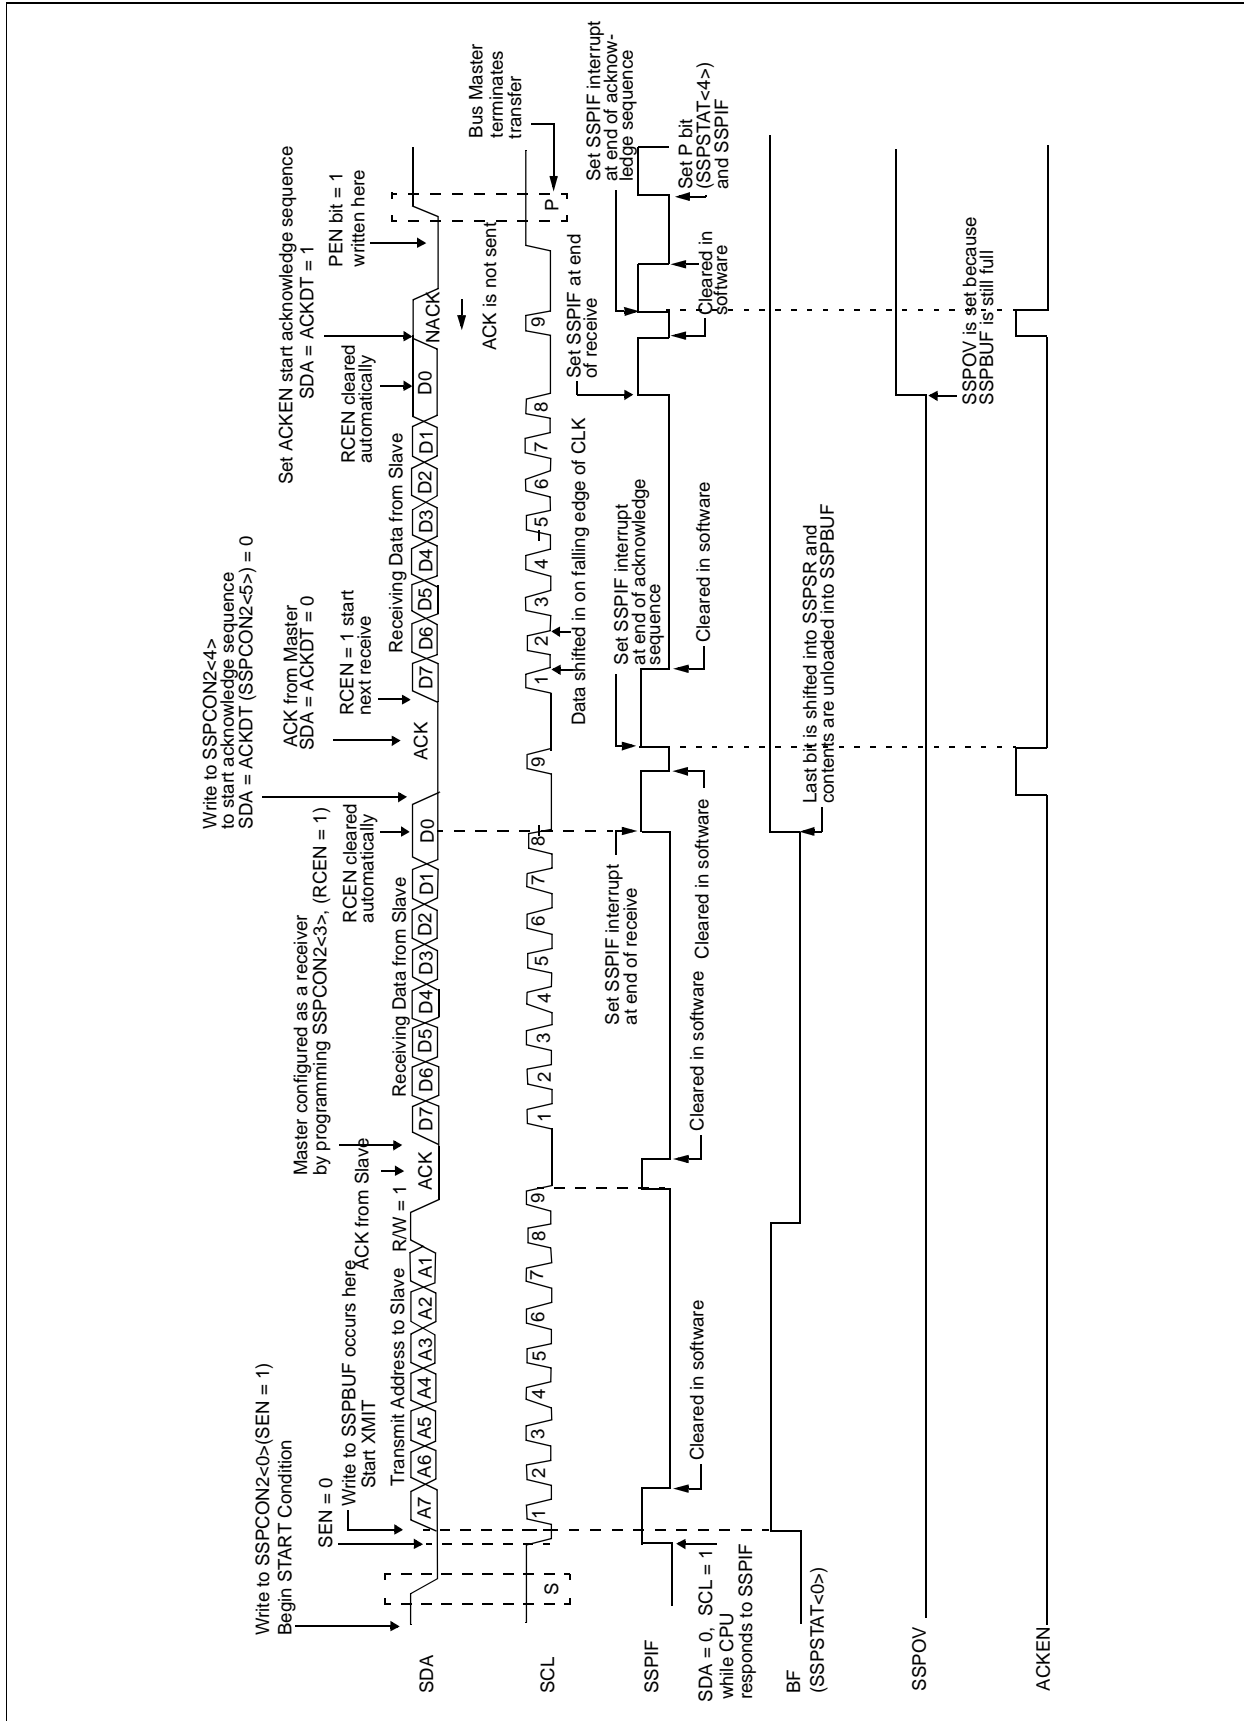 Write to SSPCON2<0>(SEN = 1)
Begin START Condition
SEN = 0
Write to SSPBUF occurs here
Start XMIT
Transmit Address to Slave
R/W = 1
ACK from Slave
Master configured as a receiver
by programming SSPCON2<3>, (RCEN = 1)
Receiving Data from Slave
RCEN cleared
automatically
Write to SSPCON2<4>
to start acknowledge sequence
SDA = ACKDT (SSPCON2<5>) = 0
ACK from Master
SDA = ACKDT = 0
RCEN = 1 start
next receive
Receiving Data from Slave
RCEN cleared
automatically
Set ACKEN start acknowledge sequence
SDA = ACKDT = 1
PEN bit = 1
written here
SDA
A7 A6 A5 A4 A3 A2 A1
ACK
D7 D6 D5 D4 D3 D2 D1 D0
ACK
D7 D6 D5 D4 D3 D2 D1 D0
NACK
ACK is not sent
Bus Master
terminates
transfer
SCL
S
1 2 3 4 5 6 7 8 9
1 2 3 4 5 6 7 8 9
1 2 3 4 5 6 7 8 9
P
Data shifted in on falling edge of CLK
Set SSPIF interrupt
at end of receive
Set SSPIF interrupt
at end of acknowledge
sequence
Set SSPIF at end
of receive
Set SSPIF interrupt
at end of acknow-
ledge sequence
SSPIF
SDA = 0, SCL = 1
while CPU
responds to SSPIF
Cleared in software
Cleared in software
Cleared in software
Cleared in software
Cleared in
software
Set P bit
(SSPSTAT<4>)
and SSPIF
BF
(SSPSTAT<0>)
Last bit is shifted into SSPSR and
contents are unloaded into SSPBUF
SSPOV
SSPOV is set because
SSPBUF is still full
ACKEN